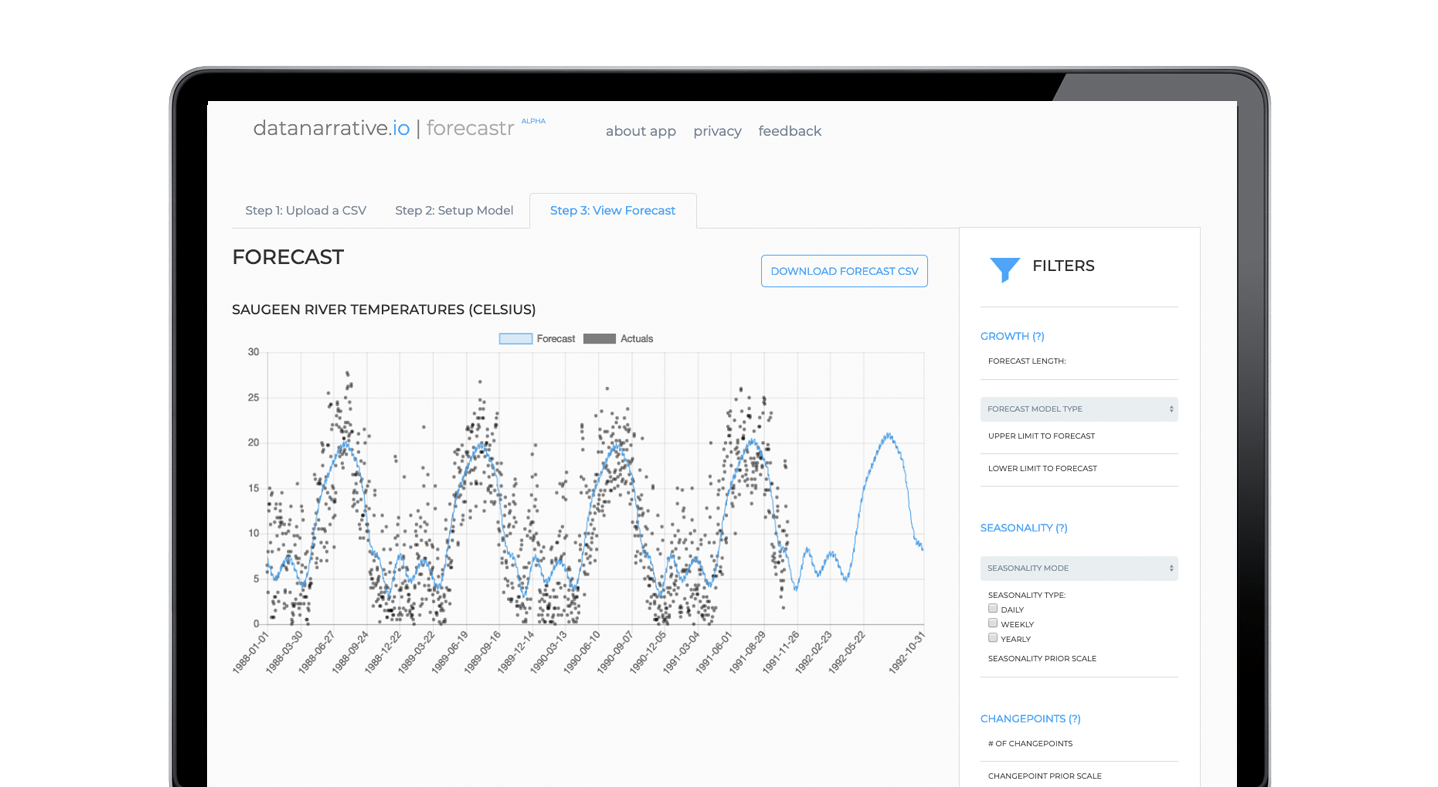 datanarrative.io | forecastr ALPHA
about app privacy feedback
Step 1: Upload a CSV Step 2: Setup Model Step 3: View Forecast
FORECAST
DOWNLOAD FORECAST CSV
SAUGEEN RIVER TEMPERATURES (CELSIUS)
Forecast Actuals
30
25
20
15
10
5
0
1988-01-01 1988-03-30 1988-06-27 1988-09-24 1988-12-22 1989-03-22 1989-06-19 1989-09-16 1989-12-14 1990-03-13 1990-06-10 1990-09-07 1990-12-05 1991-03-04 1991-06-01 1991-08-29 1991-11-26 1992-02-23 1992-05-22 1992-10-31
FILTERS
GROWTH (?)
FORECAST LENGTH:
FORECAST MODEL TYPE
UPPER LIMIT TO FORECAST
LOWER LIMIT TO FORECAST
SEASONALITY (?)
SEASONALITY MODE
SEASONALITY TYPE:
DAILY
WEEKLY
YEARLY
SEASONALITY PRIOR SCALE
CHANGEPOINTS (?)
# OF CHANGEPOINTS
CHANGEPOINT PRIOR SCALE